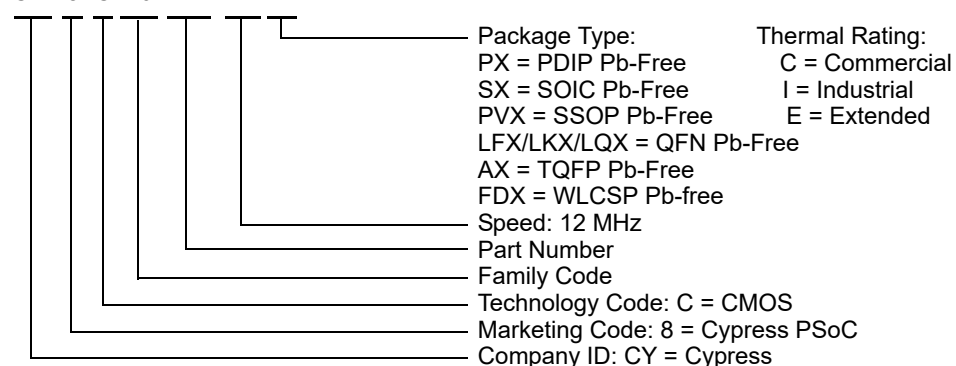 Package Type: Thermal Rating:
PX = PDIP Pb-Free C = Commercial
SX = SOIC Pb-Free I = Industrial
PVX = SSOP Pb-Free E = Extended
LFX/LKX/LQX = QFN Pb-Free
AX = TQFP Pb-Free
FDX = WLCSP Pb-free
Speed: 12 MHz
Part Number
Family Code
Technology Code: C = CMOS
Marketing Code: 8 = Cypress PSoC
Company ID: CY = Cypress